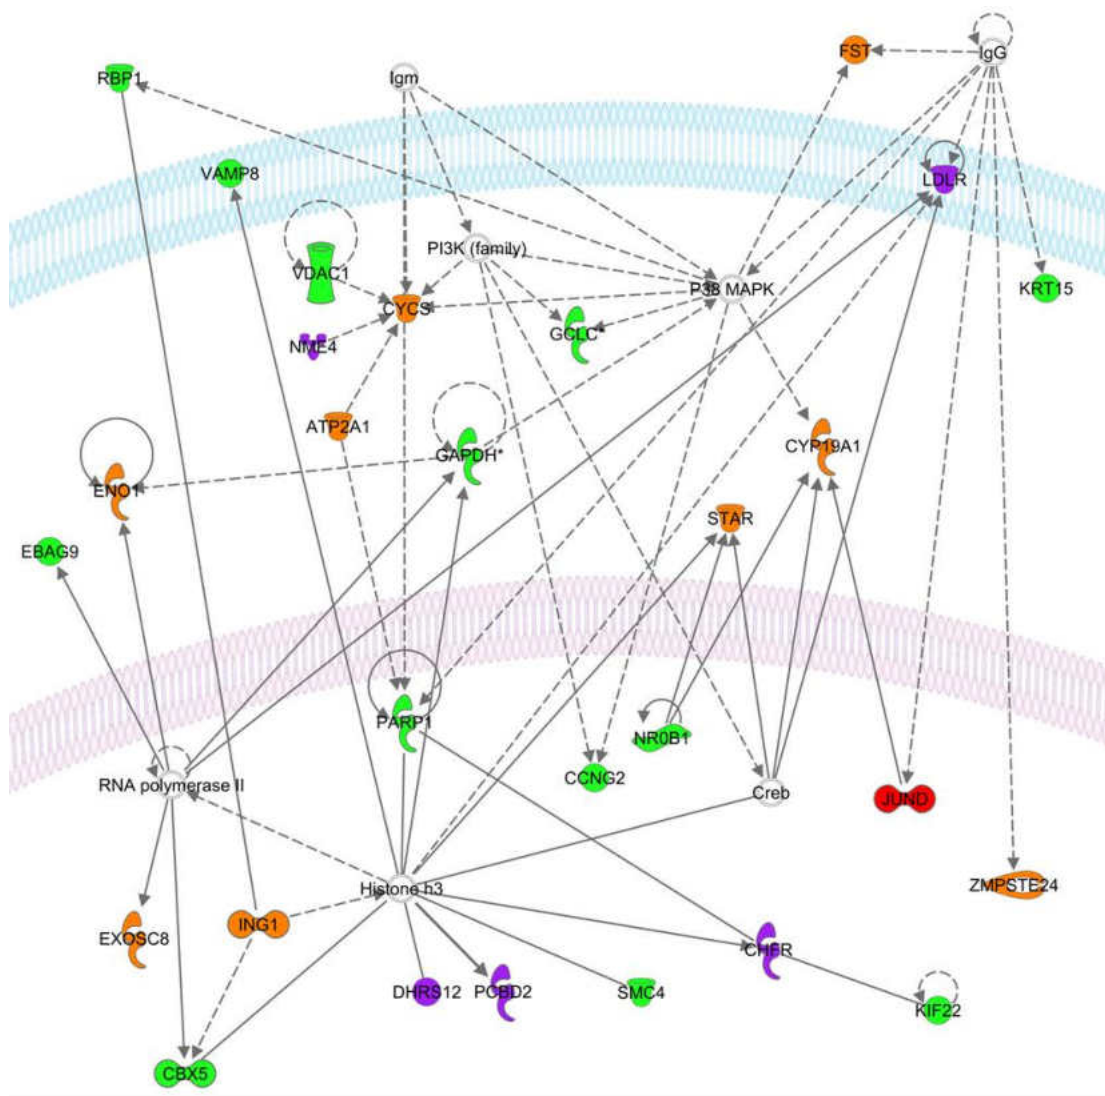 FST
IgG
RBP1
Igm
VAMP8
LDLR
PI3K (family)
VDAC1
P38 MAPK
KRT15
CYCS
GCLC*
NME4
ATP2A1
CYP19A1
GAPDH*
ENO1
STAR
EBAG9
PARP1
NR0B1
CCNG2
RNA polymerase II
Creb
JUND
Histone h3
ZMPSTE24
ING1
EXOSC8
CHFR
DHRS12
PCBD2
SMC4
KIF22
CBX5